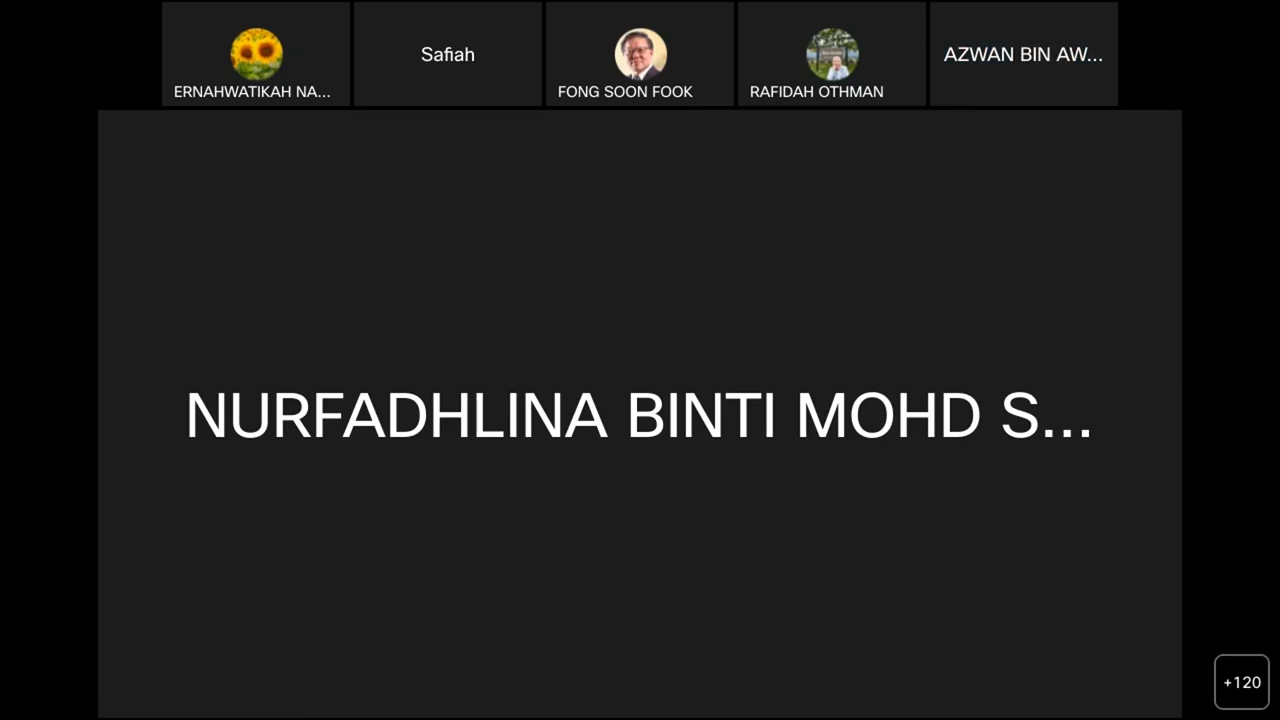 ERNAHWATIKAH NA...
Safiah
FONG SOON FOOK
RAFIDAH OTHMAN
AZWAN BIN AW...
NURFADHLINA BINTI MOHD S...
+120